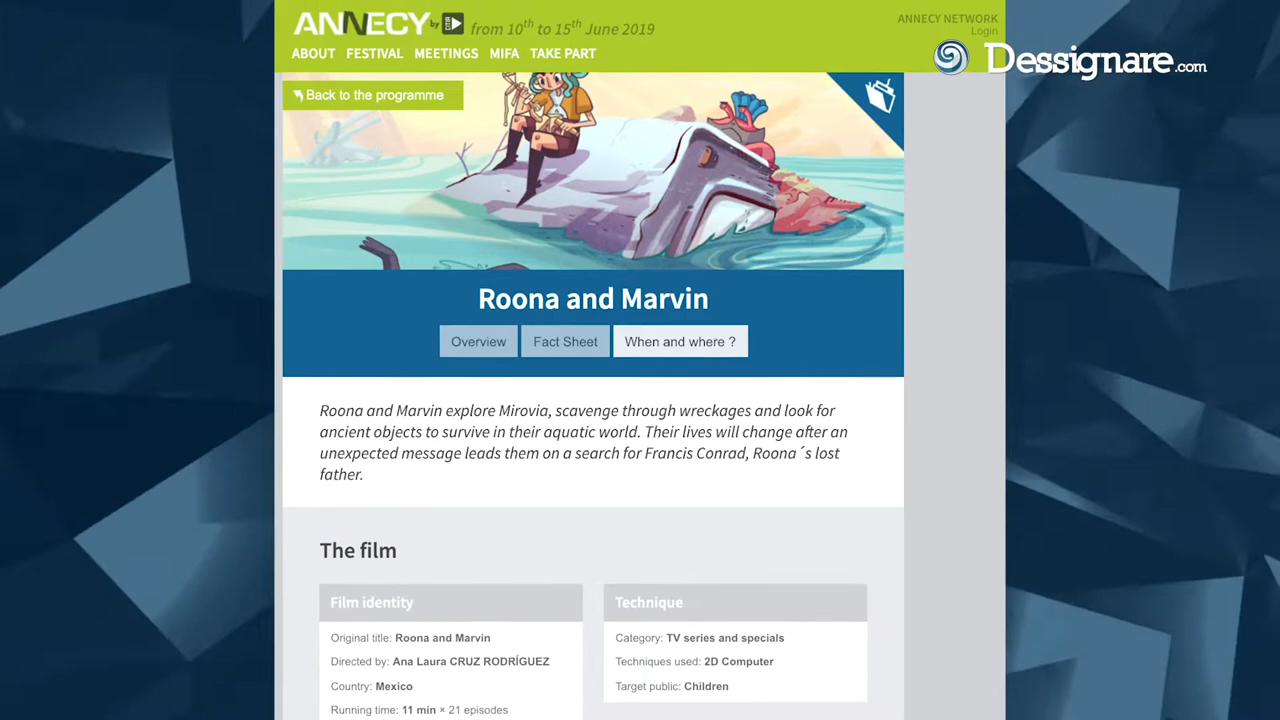 ANNECY by CITIA from 10th to 15th June 2019
ANNECY NETWORK
Login
ABOUT FESTIVAL MEETINGS MIFA TAKE PART
Dessignare.com
Back to the programme
Roona and Marvin
Overview Fact Sheet When and where ?
Roona and Marvin explore Mirovia, scavenge through wreckages and look for
ancient objects to survive in their aquatic world. Their lives will change after an
unexpected message leads them on a search for Francis Conrad, Roona´s lost
father.
The film
Film identity
Original title: Roona and Marvin
Directed by: Ana Laura CRUZ RODRÍGUEZ
Country: Mexico
Running time: 11 min × 21 episodes
Technique
Category: TV series and specials
Techniques used: 2D Computer
Target public: Children